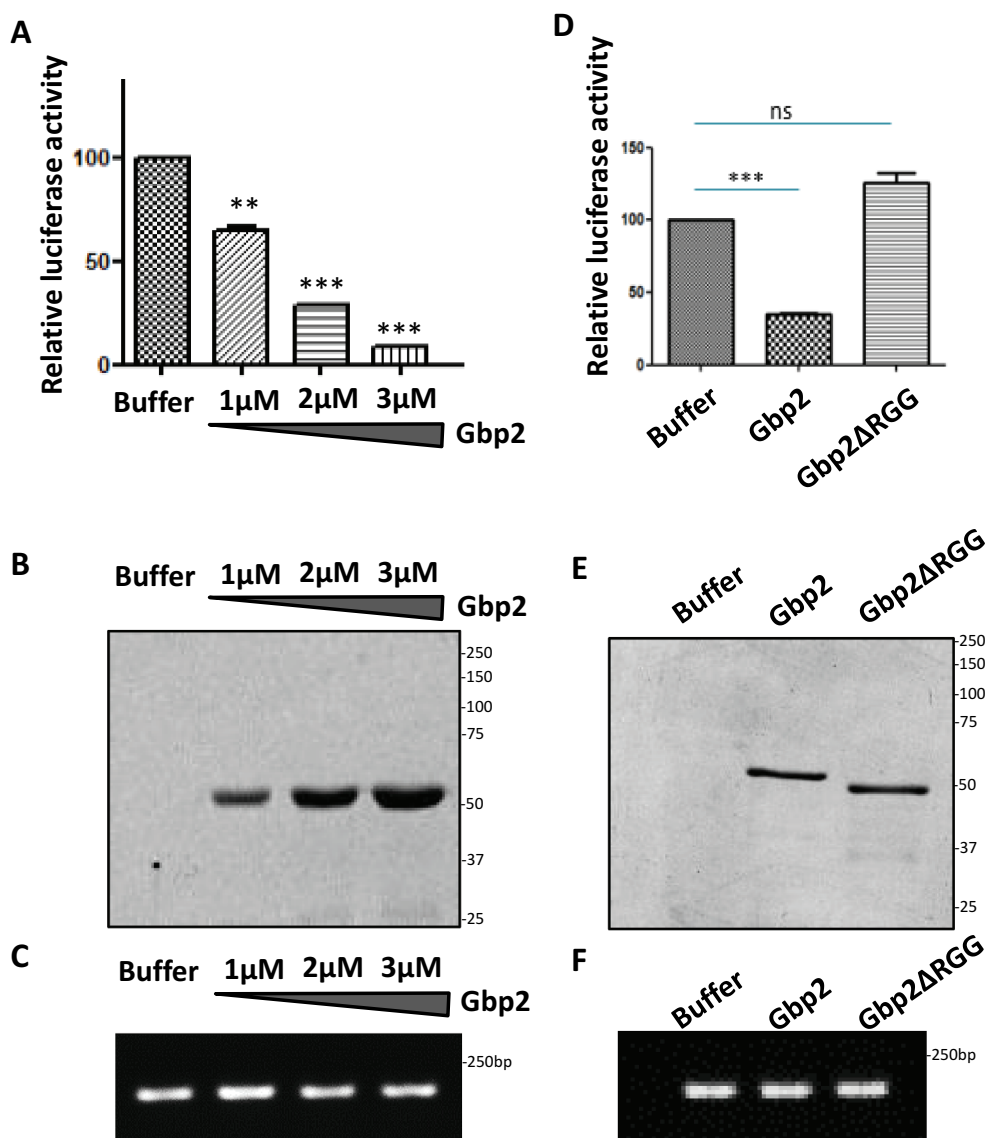 A
Relative luciferase activity
100
50
0
**
***
***
Buffer
1μM
2μM
3μM
Gbp2
D
Relative luciferase activity
150
100
50
0
ns
***
Buffer
Gbp2
Gbp2ΔRGG
B
Buffer
1μM
2μM
3μM
Gbp2
-250
-150
-100
-75
-50
-37
-25
E
Buffer
Gbp2
Gbp2ΔRGG
-250
-150
-100
-75
-50
-37
-25
C
Buffer
1μM
2μM
3μM
Gbp2
-250bp
F
Buffer
Gbp2
Gbp2ΔRGG
-250bp